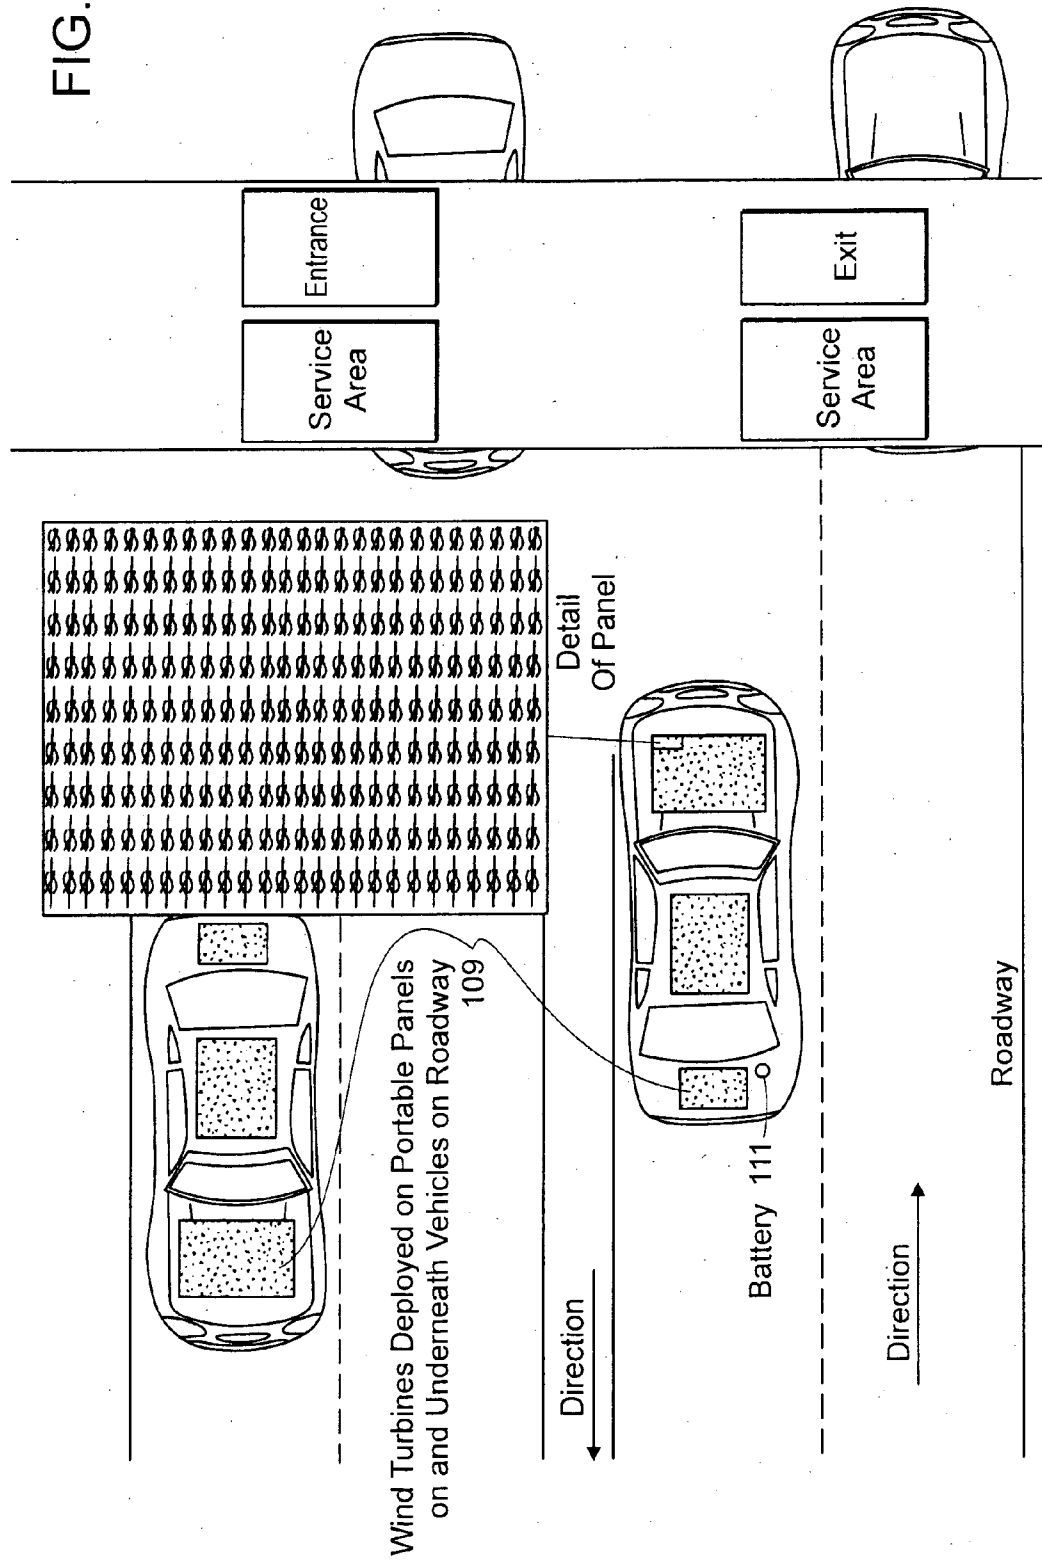 FIG.
Entrance
Service
Area
Exit
Service
Area
Detail
Of Panel
Wind Turbines Deployed on Portable Panels
on and Underneath Vehicles on Roadway
109
Battery 111
Direction
Direction
Roadway